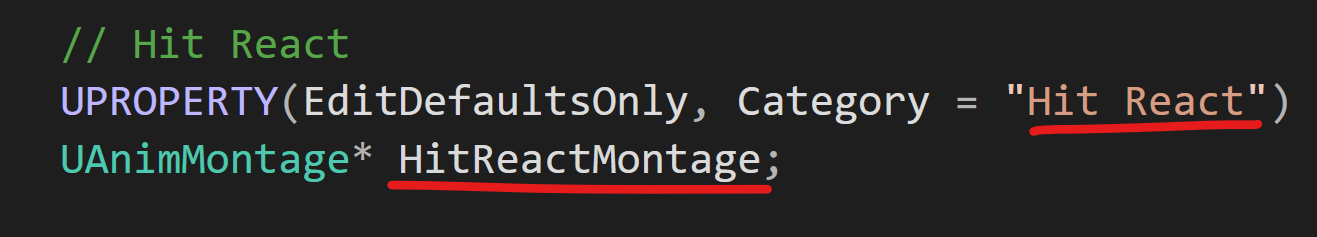 // Hit React
UPROPERTY(EditDefaultsOnly, Category = "Hit React")
UAnimMontage* HitReactMontage;